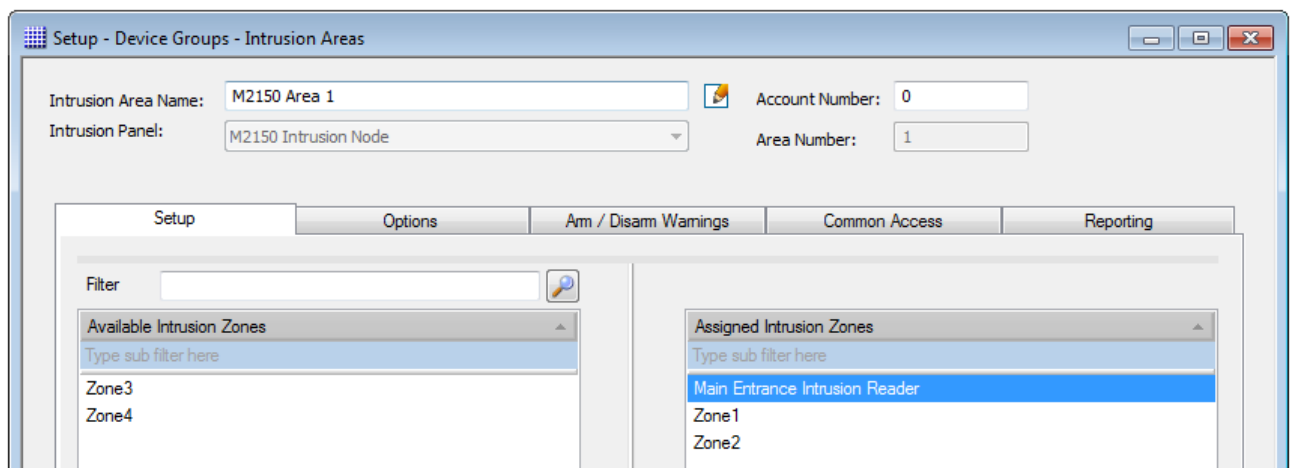 Setup - Device Groups - Intrusion Areas
Intrusion Area Name: M2150 Area 1 Account Number: 0
Intrusion Panel: M2150 Intrusion Node Area Number: 1
Setup Options Arm / Disarm Warnings Common Access Reporting
Filter
Available Intrusion Zones Assigned Intrusion Zones
Type sub filter here Type sub filter here
Zone3 Main Entrance Intrusion Reader
Zone4 Zone1
Zone2